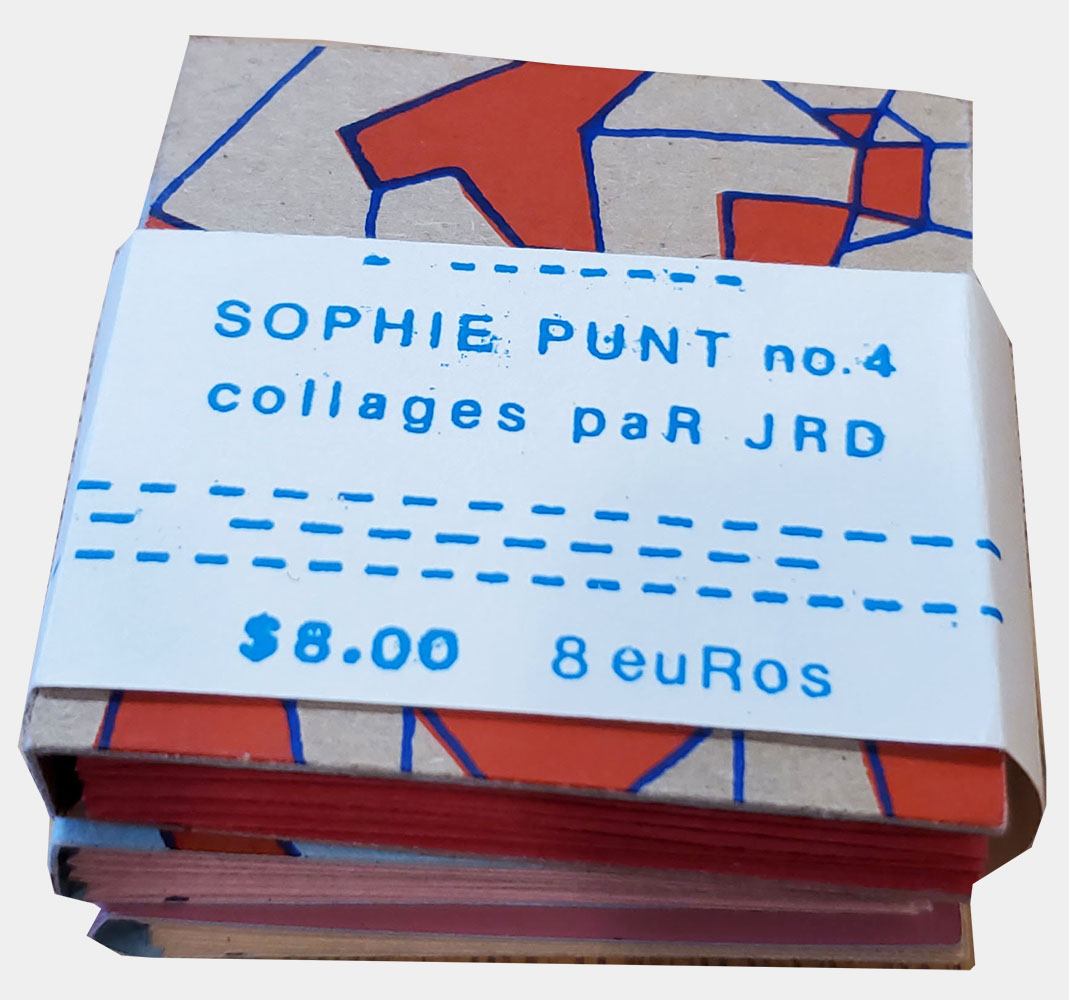 SOPHIE PUNT no.4
collages paR JRD
$8.00 8 euRos